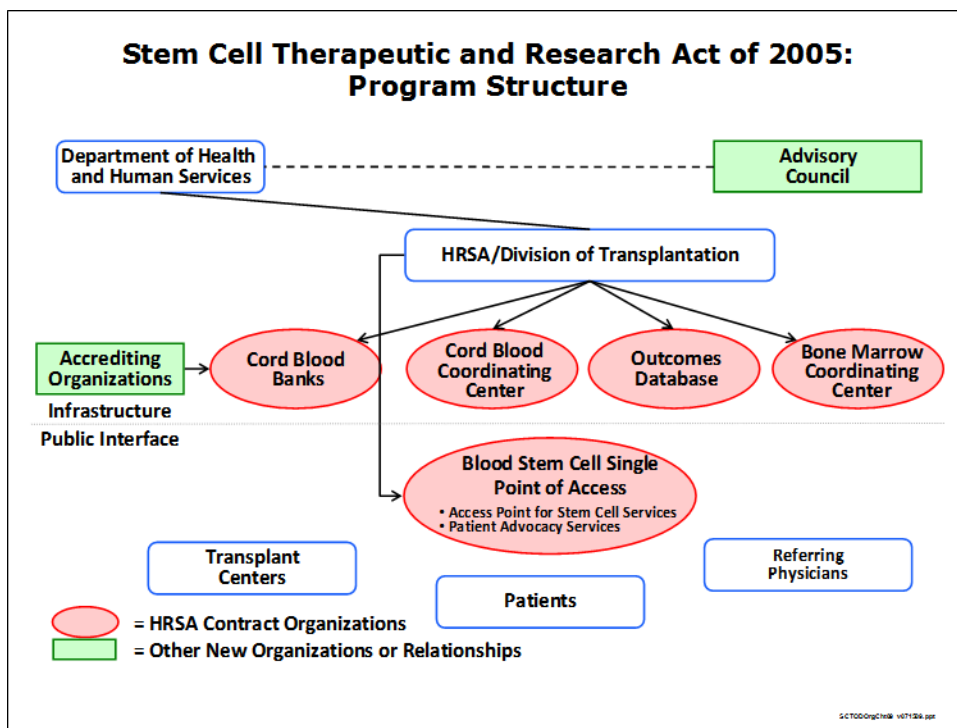 Stem Cell Therapeutic and Research Act of 2005:
Program Structure
Department of Health
and Human Services
Advisory
Council
HRSA/Division of Transplantation
Accrediting
Organizations
Cord Blood
Banks
Cord Blood
Coordinating
Center
Outcomes
Database
Bone Marrow
Coordinating
Center
Infrastructure
Public Interface
Blood Stem Cell Single
Point of Access
• Access Point for Stem Cell Services
• Patient Advocacy Services
Transplant
Centers
Patients
Referring
Physicians
= HRSA Contract Organizations
= Other New Organizations or Relationships